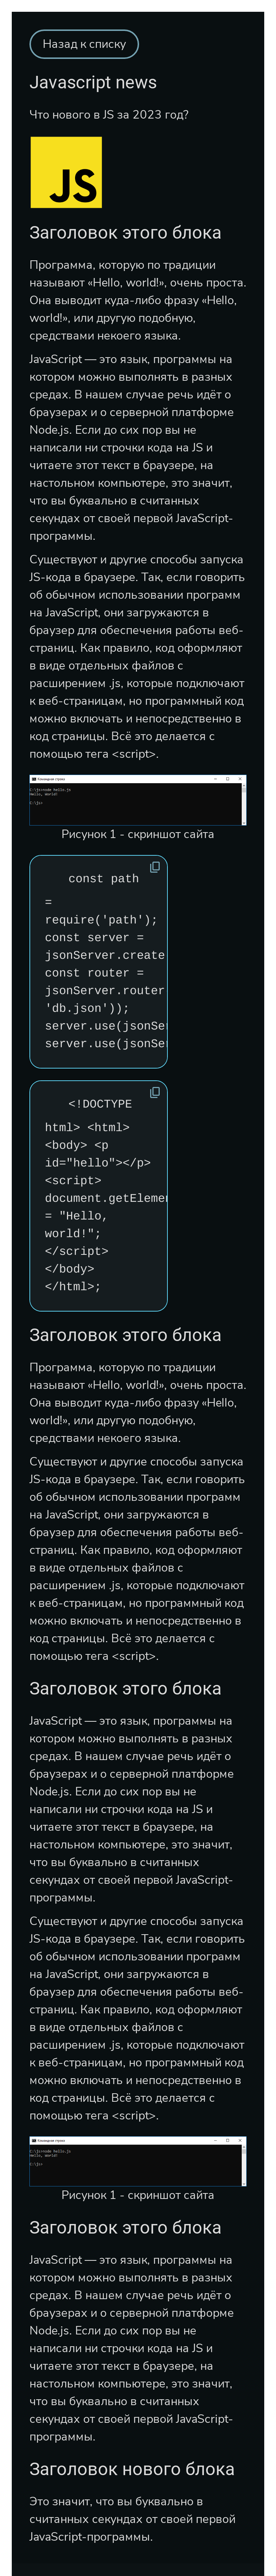 Назад к списку
Javascript news
Что нового в JS за 2023 год?
JS
Заголовок этого блока
Программа, которую по традиции
называют «Hello, world!», очень проста.
Она выводит куда-либо фразу «Hello,
world!», или другую подобную,
средствами некоего языка.
JavaScript — это язык, программы на
котором можно выполнять в разных
средах. В нашем случае речь идёт о
браузерах и о серверной платформе
Node.js. Если до сих пор вы не
написали ни строчки кода на JS и
читаете этот текст в браузере, на
настольном компьютере, это значит,
что вы буквально в считанных
секундах от своей первой JavaScript-
программы.
Существуют и другие способы запуска
JS-кода в браузере. Так, если говорить
об обычном использовании программ
на JavaScript, они загружаются в
браузер для обеспечения работы веб-
страниц. Как правило, код оформляют
в виде отдельных файлов с
расширением .js, которые подключают
к веб-страницам, но программный код
можно включать и непосредственно в
код страницы. Всё это делается с
помощью тега <script>.
Командная строка
C:\js>node hello.js
Hello, World!
C:\js>
Рисунок 1 - скриншот сайта
const path
=
require('path');
const server =
jsonServer.create
const router =
jsonServer.router
'db.json'));
server.use(jsonSer
server.use(jsonSer
<!DOCTYPE
html> <html>
<body> <p
id="hello"></p>
<script>
document.getElemen
= "Hello,
world!";
</script>
</body>
</html>;
Заголовок этого блока
Программа, которую по традиции
называют «Hello, world!», очень проста.
Она выводит куда-либо фразу «Hello,
world!», или другую подобную,
средствами некоего языка.
Существуют и другие способы запуска
JS-кода в браузере. Так, если говорить
об обычном использовании программ
на JavaScript, они загружаются в
браузер для обеспечения работы веб-
страниц. Как правило, код оформляют
в виде отдельных файлов с
расширением .js, которые подключают
к веб-страницам, но программный код
можно включать и непосредственно в
код страницы. Всё это делается с
помощью тега <script>.
Заголовок этого блока
JavaScript — это язык, программы на
котором можно выполнять в разных
средах. В нашем случае речь идёт о
браузерах и о серверной платформе
Node.js. Если до сих пор вы не
написали ни строчки кода на JS и
читаете этот текст в браузере, на
настольном компьютере, это значит,
что вы буквально в считанных
секундах от своей первой JavaScript-
программы.
Существуют и другие способы запуска
JS-кода в браузере. Так, если говорить
об обычном использовании программ
на JavaScript, они загружаются в
браузер для обеспечения работы веб-
страниц. Как правило, код оформляют
в виде отдельных файлов с
расширением .js, которые подключают
к веб-страницам, но программный код
можно включать и непосредственно в
код страницы. Всё это делается с
помощью тега <script>.
Командная строка
C:\js>node hello.js
Hello, World!
C:\js>
Рисунок 1 - скриншот сайта
Заголовок этого блока
JavaScript — это язык, программы на
котором можно выполнять в разных
средах. В нашем случае речь идёт о
браузерах и о серверной платформе
Node.js. Если до сих пор вы не
написали ни строчки кода на JS и
читаете этот текст в браузере, на
настольном компьютере, это значит,
что вы буквально в считанных
секундах от своей первой JavaScript-
программы.
Заголовок нового блока
Это значит, что вы буквально в
считанных секундах от своей первой
JavaScript-программы.